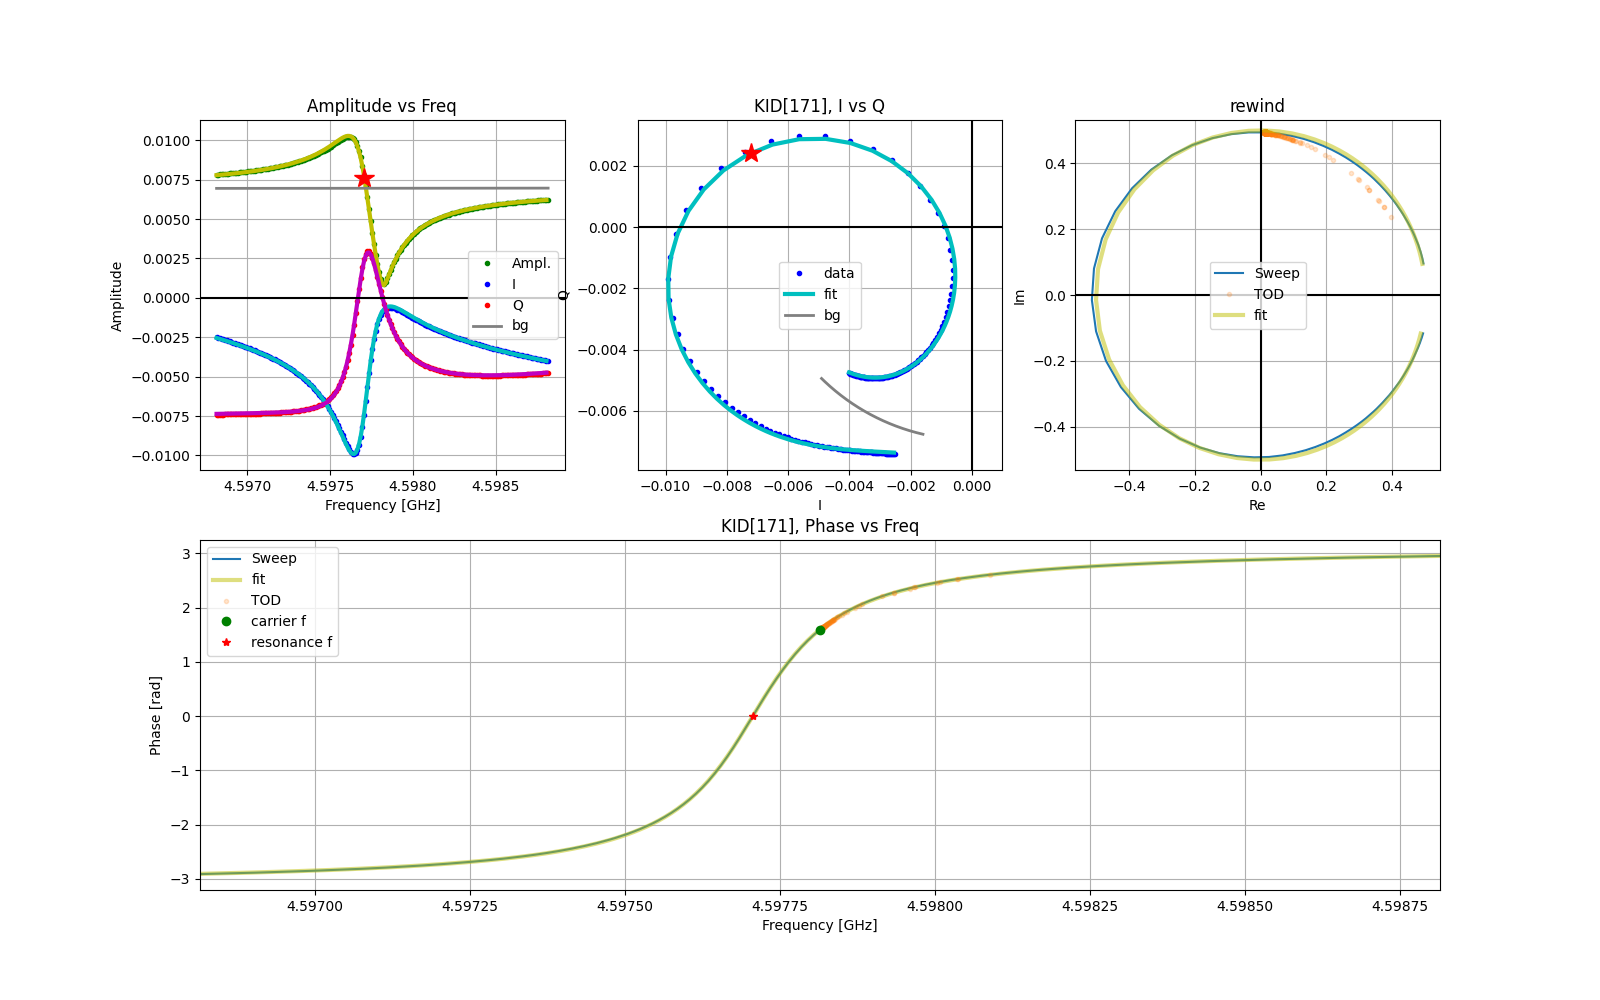 Amplitude vs Freq
Amplitude
0.0100
0.0075
0.0050
0.0025
0.0000
−0.0025
−0.0050
−0.0075
−0.0100
Ampl.
I
Q
bg
4.5970 4.5975 4.5980 4.5985
Frequency [GHz]
KID[171], I vs Q
Q
0.002
0.000
−0.002
−0.004
−0.006
data
fit
bg
−0.010 −0.008 −0.006 −0.004 −0.002 0.000
I
rewind
Im
0.4
0.2
0.0
−0.2
−0.4
Sweep
TOD
fit
−0.4 −0.2 0.0 0.2 0.4
Re
KID[171], Phase vs Freq
Phase [rad]
3
2
1
0
−1
−2
−3
Sweep
fit
TOD
carrier f
resonance f
4.59700 4.59725 4.59750 4.59775 4.59800 4.59825 4.59850 4.59875
Frequency [GHz]